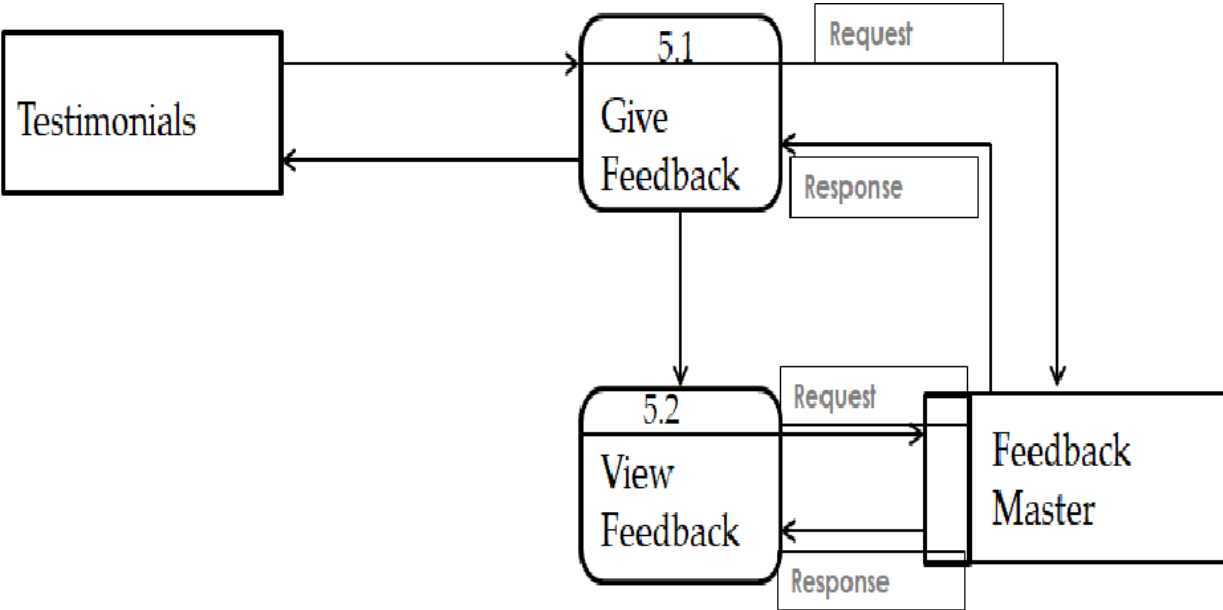 Request
5.1
Testimonials
Give
Feedback
Response
Request
5.2
View
Feedback
Feedback
Master
Response